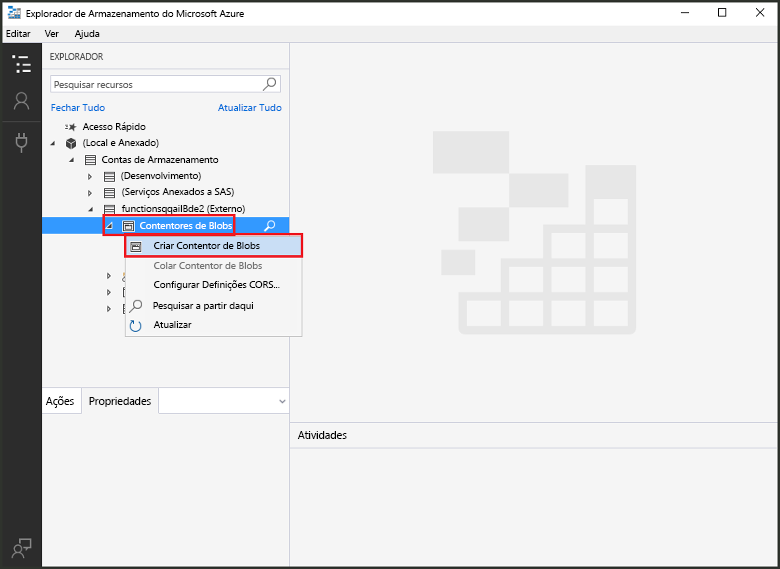 Explorador de Armazenamento do Microsoft Azure
Editar Ver Ajuda
EXPLORADOR
Pesquisar recursos
Fechar Tudo Atualizar Tudo
Acesso Rápido
(Local e Anexado)
Contas de Armazenamento
(Desenvolvimento)
(Serviços Anexados a SAS)
functionsqqailBde2 (Externo)
Contentores de Blobs
Criar Contentor de Blobs
Colar Contentor de Blobs
Configurar Definições CORS...
Pesquisar a partir daqui
Atualizar
Ações Propriedades
Atividades